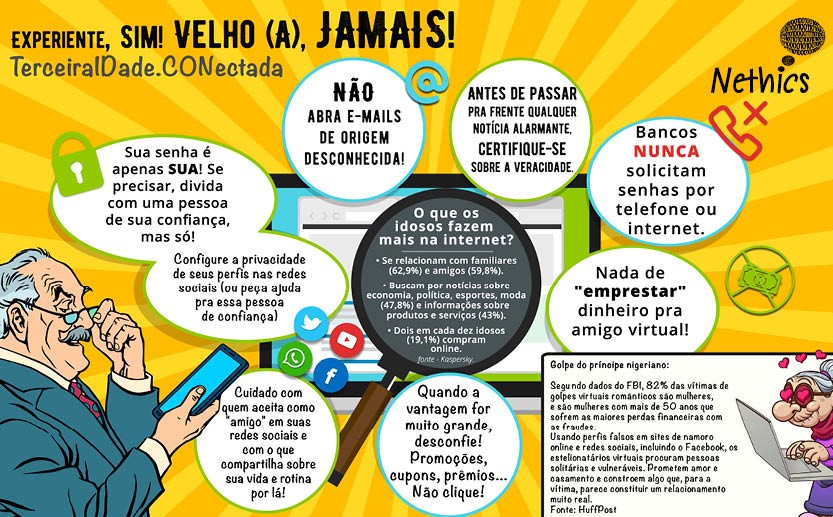 EXPERIENTE, SIM! VELHO (A), JAMAIS!
TerceiraIDade.CONectada
Nethics
NÃO
ABRA E-MAILS
DE ORIGEM
DESCONHECIDA!
@
ANTES DE PASSAR
PRA FRENTE QUALQUER
NOTÍCIA ALARMANTE,
CERTIFIQUE-SE
SOBRE A VERACIDADE.
Bancos
NUNCA
solicitam
senhas por
telefone ou
internet.
Sua senha é
apenas SUA! Se
precisar, divida
com uma pessoa
de sua confiança,
mas só!
Configure a privacidade
de seus perfis nas redes
sociais (ou peça ajuda
pra essa pessoa
de confiança)
O que os
idosos fazem
mais na internet?
• Se relacionam com familiares
(62,9%) e amigos (59,8%).
• Buscam por notícias sobre
economia, política, esportes, moda
(47,8%) e informações sobre
produtos e serviços (43%).
• Dois em cada dez idosos
(19,1%) compram
online.
fonte - Kaspersky.
Nada de
"emprestar"
dinheiro pra
amigo virtual!
Cuidado com
quem aceita como
"amigo" em suas
redes sociais e
com o que
compartilha sobre
sua vida e rotina
por lá!
Quando a
vantagem for
muito grande,
desconfie!
Promoções,
cupons, prêmios...
Não clique!
Golpe do príncipe nigeriano:
Segundo dados do FBI, 82% das vítimas de
golpes virtuais românticos são mulheres,
e são mulheres com mais de 50 anos que
sofrem as maiores perdas financeiras com
as fraudes.
Usando perfis falsos em sites de namoro
online e redes sociais, incluindo o Facebook, os
estelionatários virtuais procuram pessoas
solitárias e vulneráveis. Prometem amor e
casamento e constroem algo que, para a
vítima, parece constituir um relacionamento
muito real.
Fonte: HuffPost